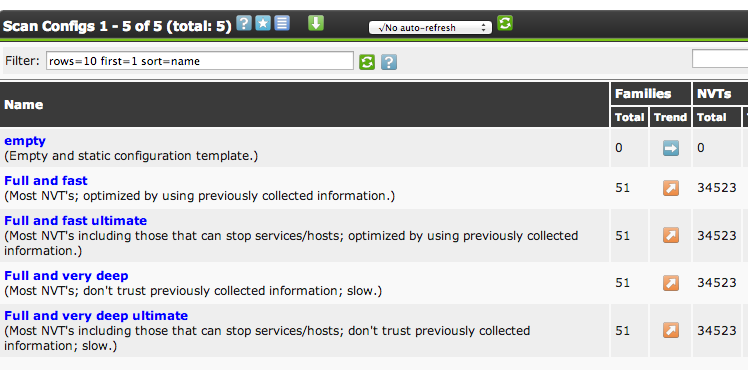 Scan Configs 1 - 5 of 5 (total: 5) ? √No auto-refresh
Filter: rows=10 first=1 sort=name ?
Name Families NVTs
Total Trend Total
empty
(Empty and static configuration template.) 0 0
Full and fast
(Most NVT's; optimized by using previously collected information.) 51 34523
Full and fast ultimate
(Most NVT's including those that can stop services/hosts; optimized by using previously collected
information.) 51 34523
Full and very deep
(Most NVT's; don't trust previously collected information; slow.) 51 34523
Full and very deep ultimate
(Most NVT's including those that can stop services/hosts; don't trust previously collected
information; slow.) 51 34523